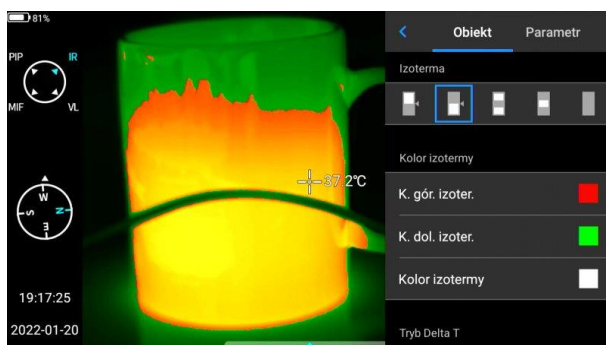 81%
PIP
IR
MIF
VL
W
S
N
E
19:17:25
2022-01-20
37.2°C
Obiekt
Parametr
Izoterma
Kolor izotermy
K. gór. izoter.
K. dol. izoter.
Kolor izotermy
Tryb Delta T